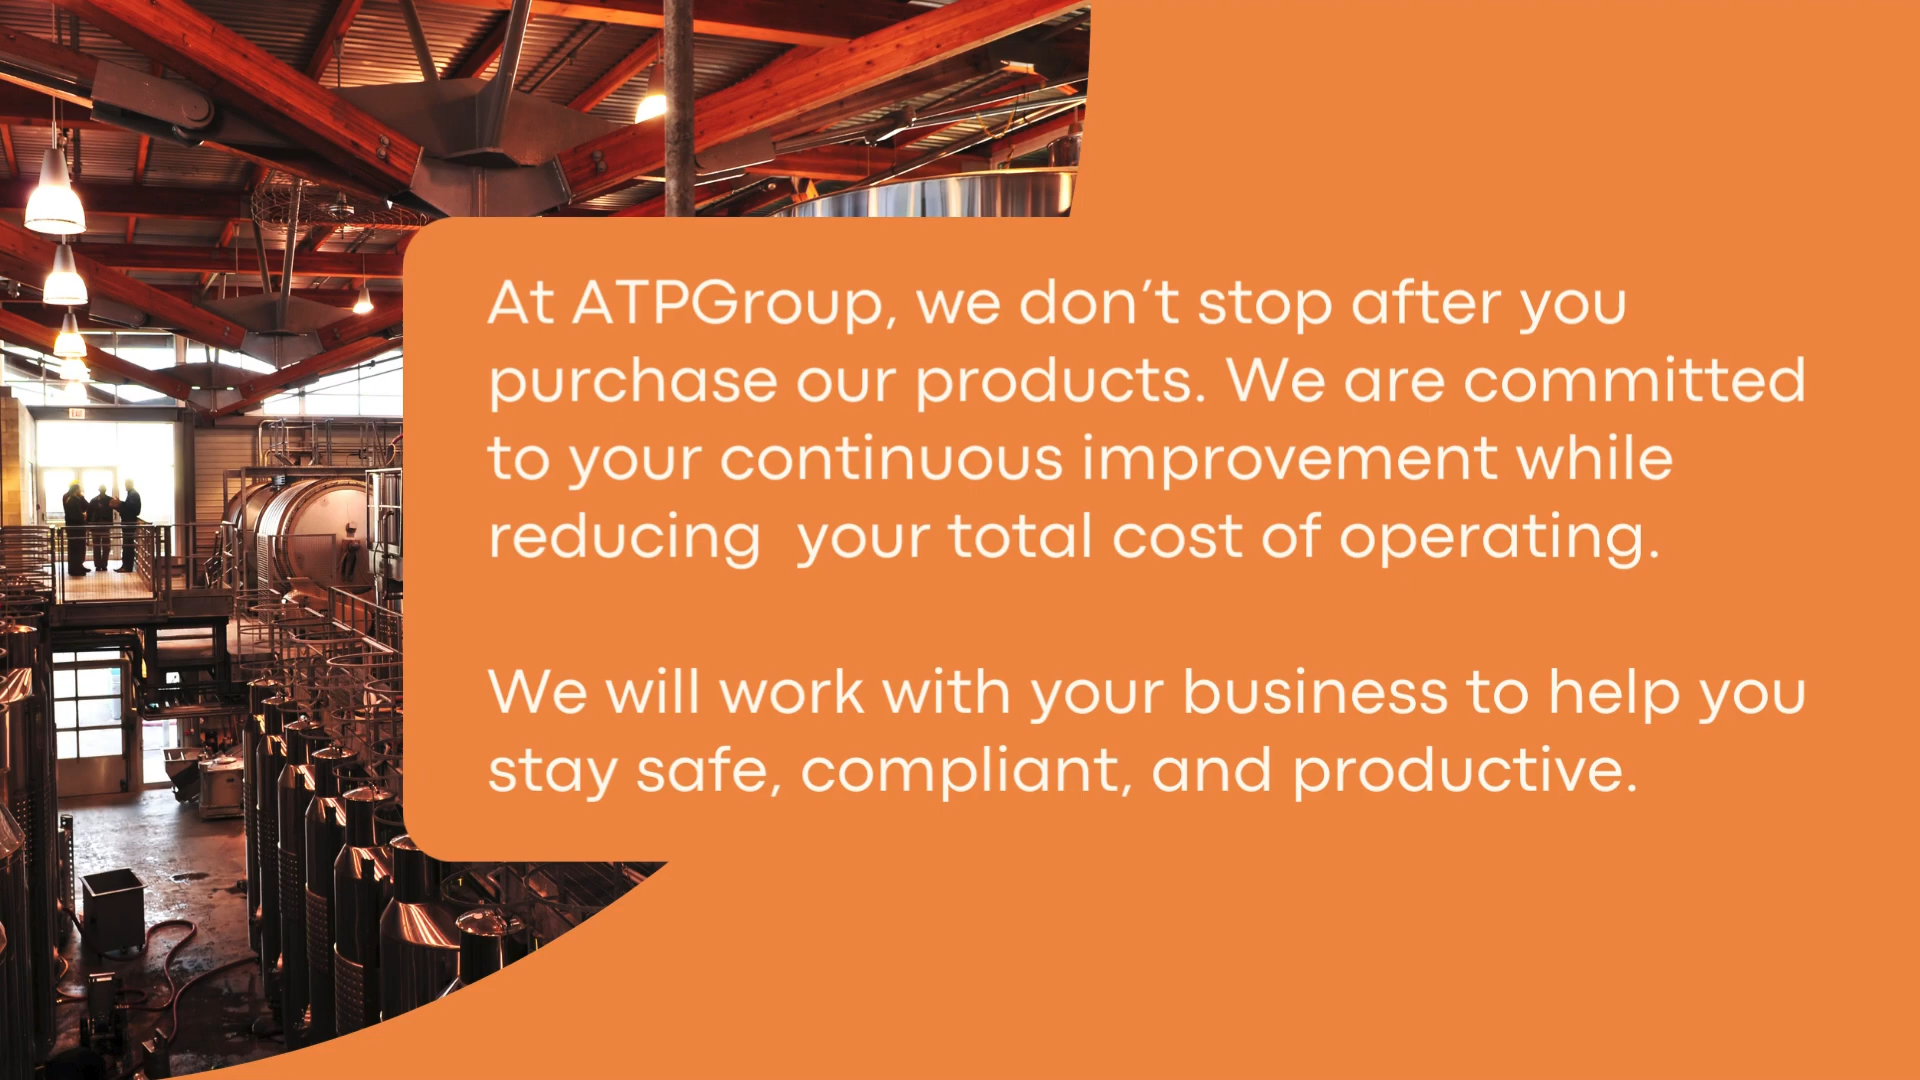 At ATPGroup, we don’t stop after you
purchase our products. We are committed
to your continuous improvement while
reducing  your total cost of operating.
We will work with your business to help you
stay safe, compliant, and productive.